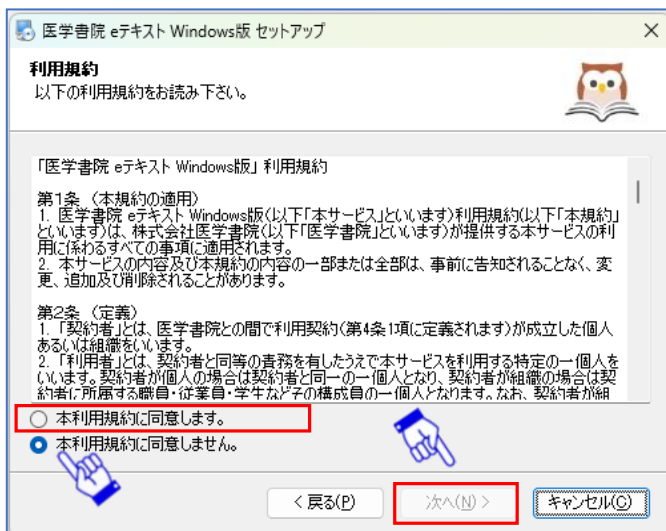 医学書院 eテキスト Windows版 セットアップ
利用規約
以下の利用規約をお読み下さい。
「医学書院 eテキスト Windows版」 利用規約
第1条 （本規約の適用）
1. 医学書院 eテキスト Windows版(以下「本サービス」といいます)利用規約(以下「本規約」
といいます)は、株式会社医学書院(以下「医学書院」といいます)が提供する本サービスの利
用に係わるすべての事項に適用されます。
2. 本サービスの内容及び本規約の内容の一部または全部は、事前に告知されることなく、変
更、追加及び削除されることがあります。
第2条 （定義）
1. 「契約者」とは、医学書院との間で利用契約(第4条1項に定義されます)が成立した個人
あるいは組織をいいます。
2. 「利用者」とは、契約者と同等の責務を有したうえで本サービスを利用する特定の一個人を
いいます。契約者が個人の場合は契約者と同一の一個人となり、契約者が組織の場合は契
約者に所属する職員・従業員・学生などその構成員の一個人となります。なお、契約者が組
本利用規約に同意します。
本利用規約に同意しません。
< 戻る(P)
次へ(N) >
キャンセル(C)